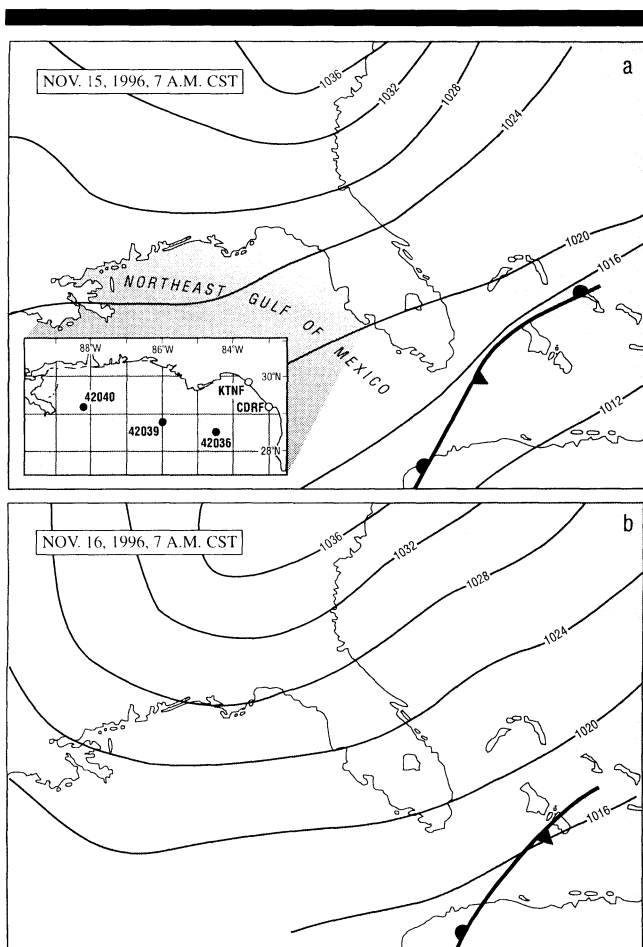 a
NOV. 15, 1996, 7 A.M. CST
1036
1032
1028
1024
1020
1016
1012
NORTHEAST GULF OF MEXICO
88°W
86°W
84°W
30°N
28°N
KTNF
CDRF
42040
42039
42036
b
NOV. 16, 1996, 7 A.M. CST
1036
1032
1028
1024
1020
1016